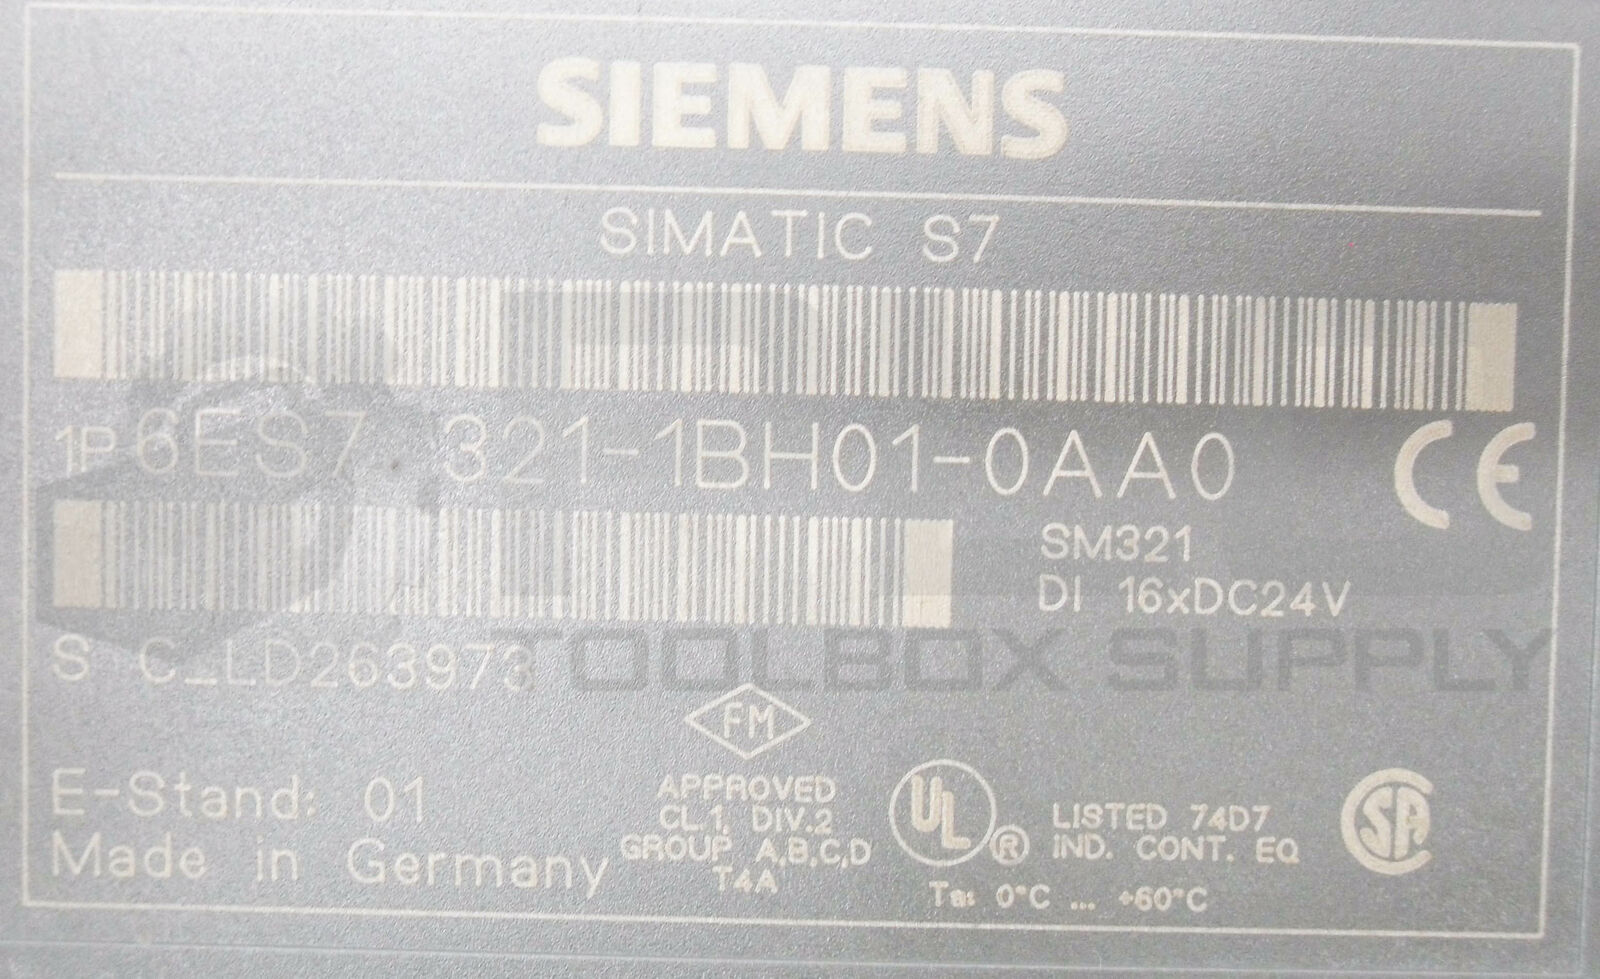 SIEMENS
SIMATIC S7
1P 6ES7 321-1BH01-0AA0
CE
SM321
DI 16xDC24V
S C_LD263973
TOOLBOX SUPPLY
FM
APPROVED
CL.1, DIV.2
GROUP A,B,C,D
T4A
UL ®
LISTED 74D7
IND. CONT. EQ
SA
Ta: 0°C ... +60°C
E-Stand: 01
Made in Germany